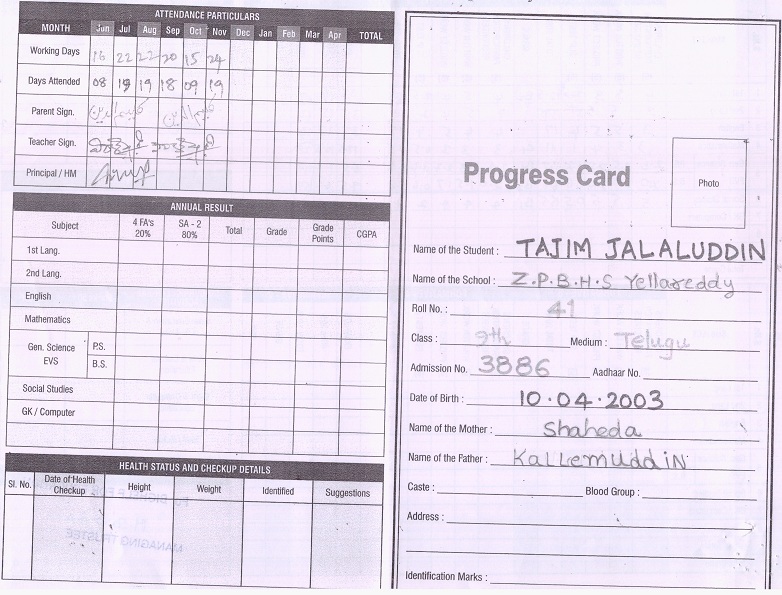 ATTENDANCE PARTICULARS
MONTH Jun Jul Aug Sep Oct Nov Dec Jan Feb Mar Apr TOTAL
Working Days 16 22 22 20 15 24
Days Attended 08 19 19 18 09 19
Parent Sign.
Teacher Sign.
Principal / HM
ANNUAL RESULT
Subject 4 FA's 20% SA - 2 80% Total Grade Grade Points CGPA
1st Lang.
2nd Lang.
English
Mathematics
Gen. Science EVS P.S.
B.S.
Social Studies
GK / Computer
HEALTH STATUS AND CHECKUP DETAILS
Sl. No. Date of Health Checkup Height Weight Identified Suggestions
Progress Card
Photo
Name of the Student : TAJIM JALALUDDIN
Name of the School : Z.P.B.H.S Yellareddy
Roll No. : 41
Class : 9th Medium : Telugu
Admission No. 3886 Aadhaar No.
Date of Birth : 10.04.2003
Name of the Mother : Shaheda
Name of the Father : Kallemuddin
Caste : Blood Group :
Address :
Identification Marks :